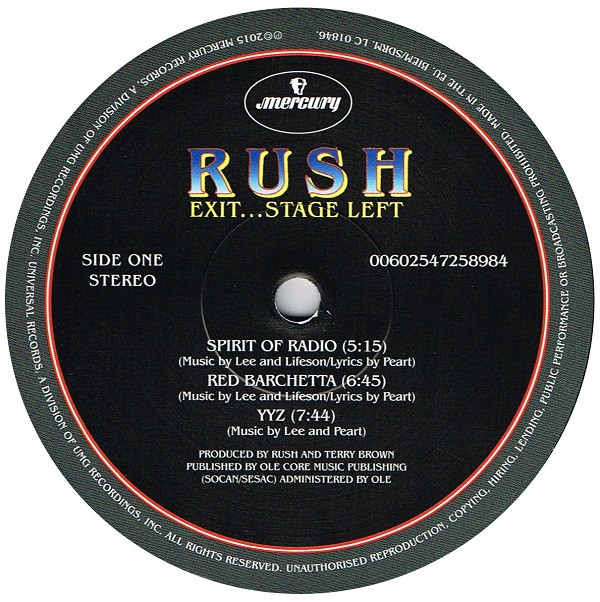 mercury
RUSH
EXIT...STAGE LEFT
SIDE ONE
STEREO
00602547258984
SPIRIT OF RADIO (5:15)
(Music by Lee and Lifeson/Lyrics by Peart)
RED BARCHETTA (6:45)
(Music by Lee and Lifeson/Lyrics by Peart)
YYZ (7:44)
(Music by Lee and Peart)
PRODUCED BY RUSH AND TERRY BROWN
PUBLISHED BY OLE CORE MUSIC PUBLISHING
(SOCAN/SESAC) ADMINISTERED BY OLE
℗©2015 MERCURY RECORDS, A DIVISION OF UMG RECORDINGS, INC. UNIVERSAL RECORDS, A DIVISION OF UMG RECORDINGS, INC. ALL RIGHTS RESERVED. UNAUTHORISED REPRODUCTION, COPYING, HIRING, LENDING, PUBLIC PERFORMANCE OR BROADCASTING PROHIBITED. MADE IN THE EU. BIEM/SDRM. LC 01846.